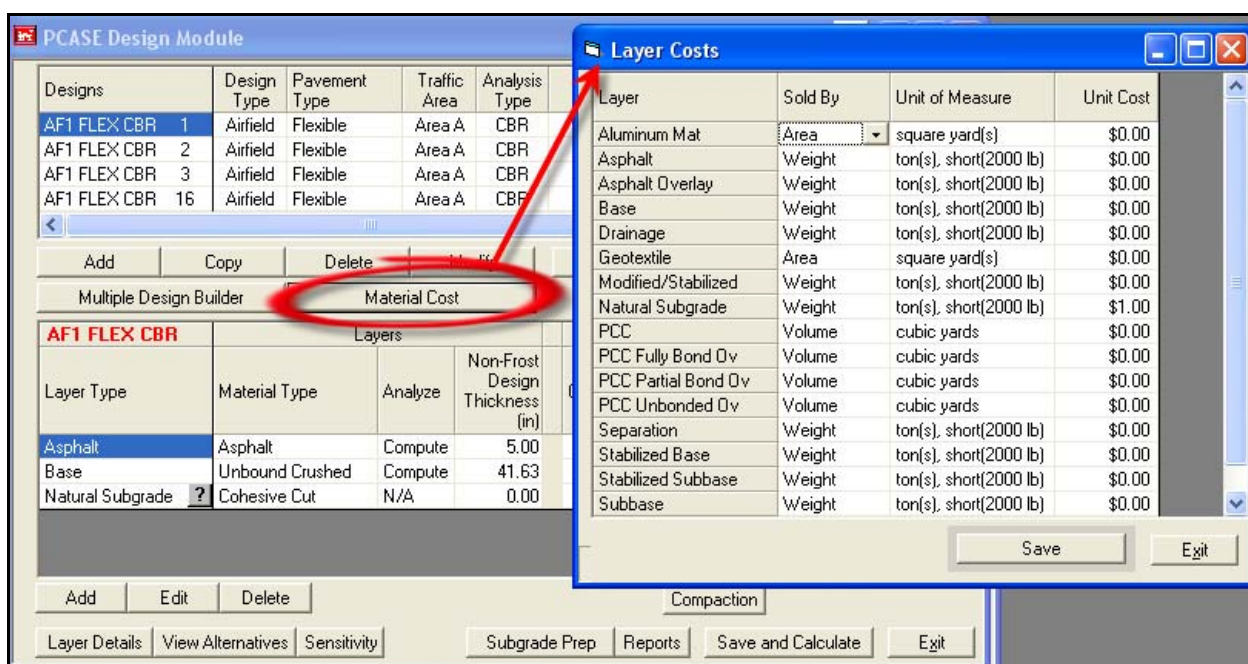 PCASE Design Module
Designs Design Type Pavement Type Traffic Area Analysis Type
AF1 FLEX CBR 1 Airfield Flexible Area A CBR
AF1 FLEX CBR 2 Airfield Flexible Area A CBR
AF1 FLEX CBR 3 Airfield Flexible Area A CBR
AF1 FLEX CBR 16 Airfield Flexible Area A CBR
Add Copy Delete
Multiple Design Builder Material Cost
AF1 FLEX CBR Layers
Layer Type Material Type Analyze Non-Frost Design Thickness (in)
Asphalt Asphalt Compute 5.00
Base Unbound Crushed Compute 41.63
Natural Subgrade ? Cohesive Cut N/A 0.00
Add Edit Delete Compaction
Layer Details View Alternatives Sensitivity Subgrade Prep Reports Save and Calculate Exit
Layer Costs
Layer Sold By Unit of Measure Unit Cost
Aluminum Mat Area square yard(s) $0.00
Asphalt Weight ton(s), short(2000 lb) $0.00
Asphalt Overlay Weight ton(s), short(2000 lb) $0.00
Base Weight ton(s), short(2000 lb) $0.00
Drainage Weight ton(s), short(2000 lb) $0.00
Geotextile Area square yard(s) $0.00
Modified/Stabilized Weight ton(s), short(2000 lb) $0.00
Natural Subgrade Weight ton(s), short(2000 lb) $1.00
PCC Volume cubic yards $0.00
PCC Fully Bond Ov Volume cubic yards $0.00
PCC Partial Bond Ov Volume cubic yards $0.00
PCC Unbonded Ov Volume cubic yards $0.00
Separation Weight ton(s), short(2000 lb) $0.00
Stabilized Base Weight ton(s), short(2000 lb) $0.00
Stabilized Subbase Weight ton(s), short(2000 lb) $0.00
Subbase Weight ton(s), short(2000 lb) $0.00
Save Exit